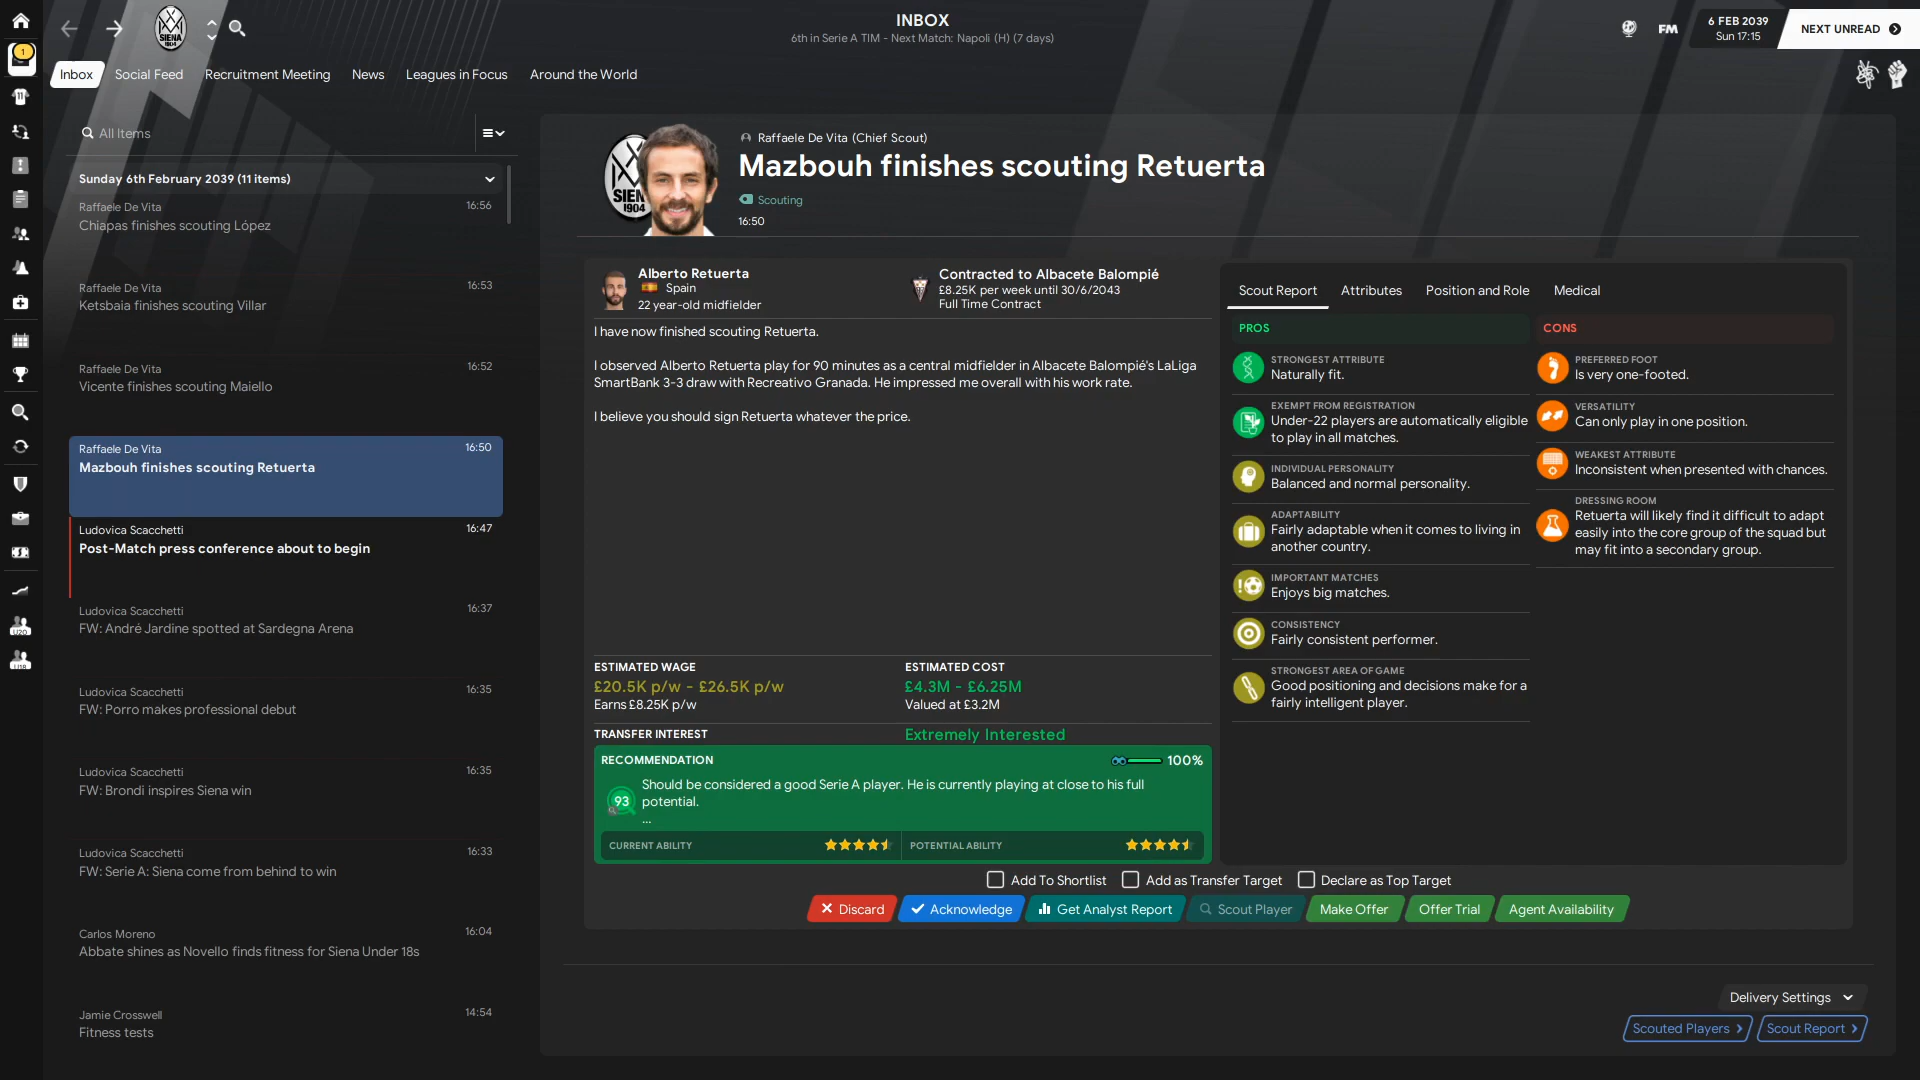 SIENA
1904
INBOX
6th in Serie A TIM - Next Match: Napoli (H) (7 days)
FM
6 FEB 2039
Sun 17:15
NEXT UNREAD
1
Inbox
Social Feed
Recruitment Meeting
News
Leagues in Focus
Around the World
11
All Items
Sunday 6th February 2039 (11 items)
Raffaele De Vita
16:56
Chiapas finishes scouting López
Raffaele De Vita
16:53
Ketsbaia finishes scouting Villar
Raffaele De Vita
16:52
Vicente finishes scouting Maiello
Raffaele De Vita
16:50
Mazbouh finishes scouting Retuerta
Ludovica Scacchetti
16:47
Post-Match press conference about to begin
Ludovica Scacchetti
16:37
FW: André Jardine spotted at Sardegna Arena
Ludovica Scacchetti
16:35
FW: Porro makes professional debut
Ludovica Scacchetti
16:35
FW: Brondi inspires Siena win
Ludovica Scacchetti
16:33
FW: Serie A: Siena come from behind to win
Carlos Moreno
16:04
Abbate shines as Novello finds fitness for Siena Under 18s
Jamie Crosswell
14:54
Fitness tests
U20
U18
SIEN
1904
Raffaele De Vita (Chief Scout)
Mazbouh finishes scouting Retuerta
Scouting
16:50
Alberto Retuerta
Spain
22 year-old midfielder
Contracted to Albacete Balompié
£8.25K per week until 30/6/2043
Full Time Contract
I have now finished scouting Retuerta.
I observed Alberto Retuerta play for 90 minutes as a central midfielder in Albacete Balompié's LaLiga
SmartBank 3-3 draw with Recreativo Granada. He impressed me overall with his work rate.
I believe you should sign Retuerta whatever the price.
ESTIMATED WAGE
£20.5K p/w - £26.5K p/w
Earns £8.25K p/w
ESTIMATED COST
£4.3M - £6.25M
Valued at £3.2M
TRANSFER INTEREST
Extremely Interested
RECOMMENDATION
100%
93
Should be considered a good Serie A player. He is currently playing at close to his full
potential.
...
CURRENT ABILITY
POTENTIAL ABILITY
Scout Report
Attributes
Position and Role
Medical
PROS
STRONGEST ATTRIBUTE
Naturally fit.
EXEMPT FROM REGISTRATION
Under-22 players are automatically eligible
to play in all matches.
INDIVIDUAL PERSONALITY
Balanced and normal personality.
ADAPTABILITY
Fairly adaptable when it comes to living in
another country.
IMPORTANT MATCHES
Enjoys big matches.
CONSISTENCY
Fairly consistent performer.
STRONGEST AREA OF GAME
Good positioning and decisions make for a
fairly intelligent player.
CONS
PREFERRED FOOT
Is very one-footed.
VERSATILITY
Can only play in one position.
WEAKEST ATTRIBUTE
Inconsistent when presented with chances.
DRESSING ROOM
Retuerta will likely find it difficult to adapt
easily into the core group of the squad but
may fit into a secondary group.
Add To Shortlist
Add as Transfer Target
Declare as Top Target
Discard
Acknowledge
Get Analyst Report
Scout Player
Make Offer
Offer Trial
Agent Availability
Delivery Settings
Scouted Players
Scout Report